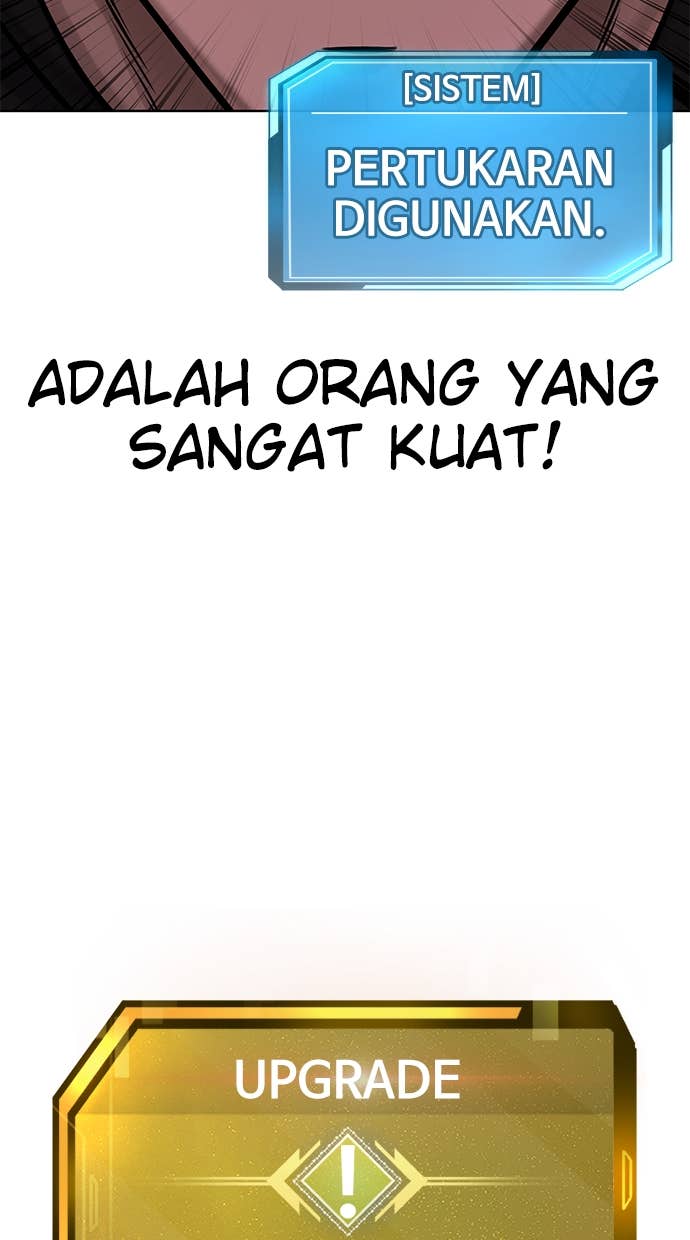 [SISTEM]
PERTUKARAN
DIGUNAKAN.
ADALAH ORANG YANG
SANGAT KUAT!
UPGRADE
!